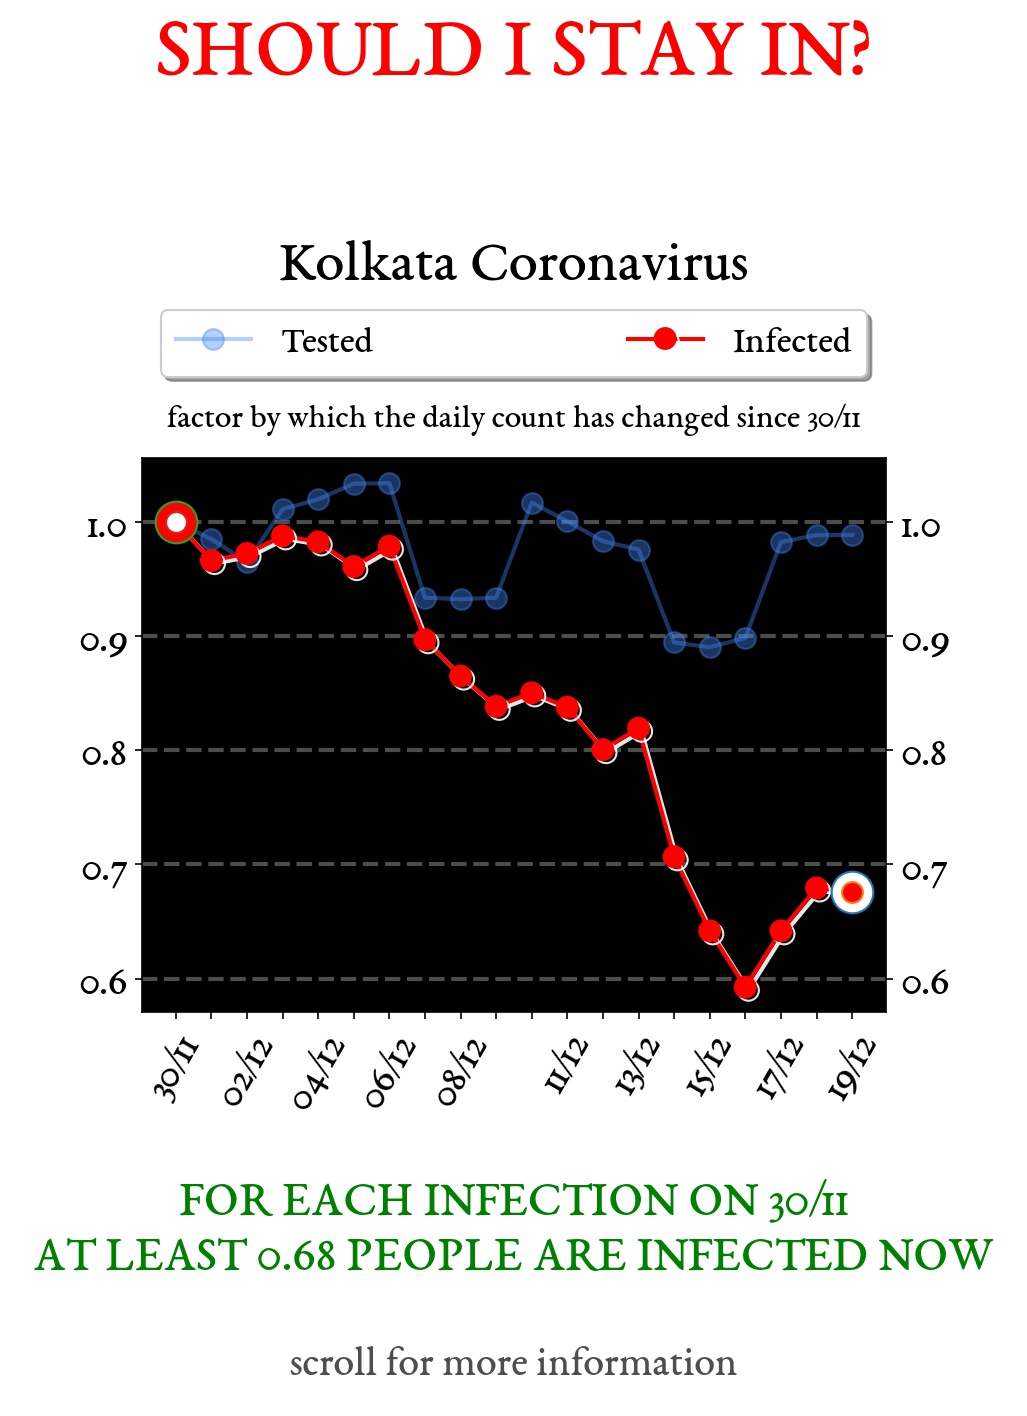 SHOULD I STAY IN?
Kolkata Coronavirus
Tested Infected
factor by which the daily count has changed since 30/11
1.0 1.0
0.9 0.9
0.8 0.8
0.7 0.7
0.6 0.6
30/11 02/12 04/12 06/12 08/12 11/12 13/12 15/12 17/12 19/12
FOR EACH INFECTION ON 30/11
AT LEAST 0.68 PEOPLE ARE INFECTED NOW
scroll for more information